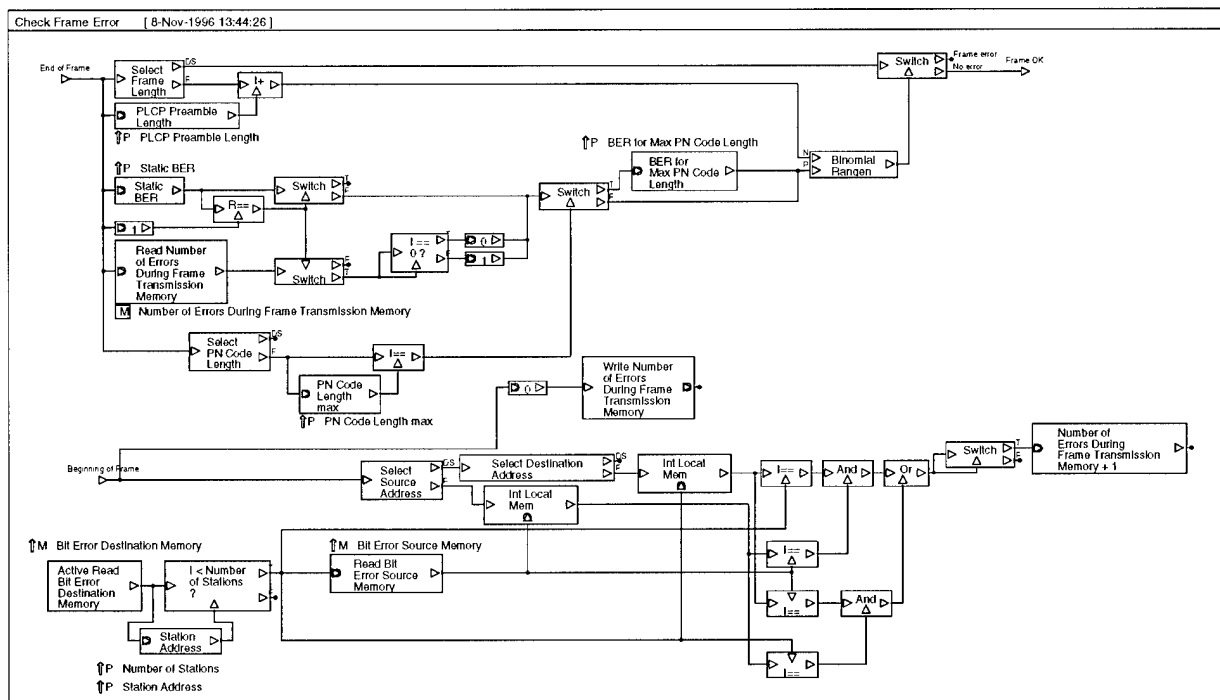 Check Frame Error [ 8-Nov-1996 13:44:26 ]
End of Frame
Select
Frame
Length
DS
F
I+
PLCP Preamble
Length
⇑P PLCP Preamble Length
Switch
Frame error
No error
Frame OK
⇑P Static BER
Static
BER
1
R==
Switch
T
F
Read Number
of Errors
During Frame
Transmission
Memory
M Number of Errors During Frame Transmission Memory
Switch
F
T
I ==
0 ?
T
F
0
1
Switch
T
F
⇑P BER for Max PN Code Length
BER for
Max PN Code
Length
N
P
Binomial
Rangen
Select
PN Code
Length
DS
F
I==
PN Code
Length
max
⇑P PN Code Length max
0
Write Number
of Errors
During Frame
Transmission
Memory
Beginning of Frame
Select
Source
Address
DS
F
Select Destination
Address
DS
F
Int Local
Mem
Int Local
Mem
I==
And
Or
Switch
T
F
Number of
Errors During
Frame Transmission
Memory + 1
⇑M Bit Error Destination Memory
Active Read
Bit Error
Destination
Memory
I < Number
of Stations
?
T
F
Station
Address
⇑P Number of Stations
⇑P Station Address
⇑M Bit Error Source Memory
Read Bit
Error Source
Memory
I==
I==
And
I==